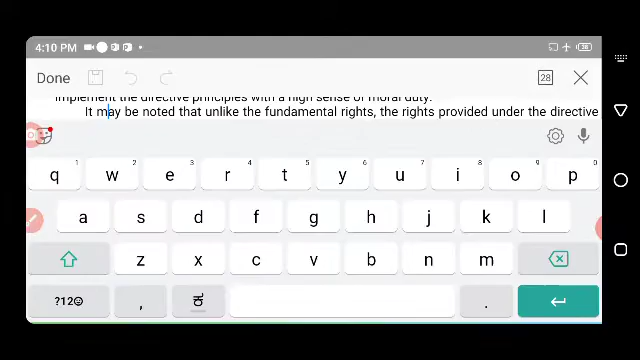 4:10 PM 36
Done 28
implement the directive principles with a high sense of moral duty.
It may be noted that unlike the fundamental rights, the rights provided under the directive
1 2 3 4 5 6 7 8 9 0
q w e r t y u i o p
a s d f g h j k l
z x c v b n m
?12☺ , ಕ .